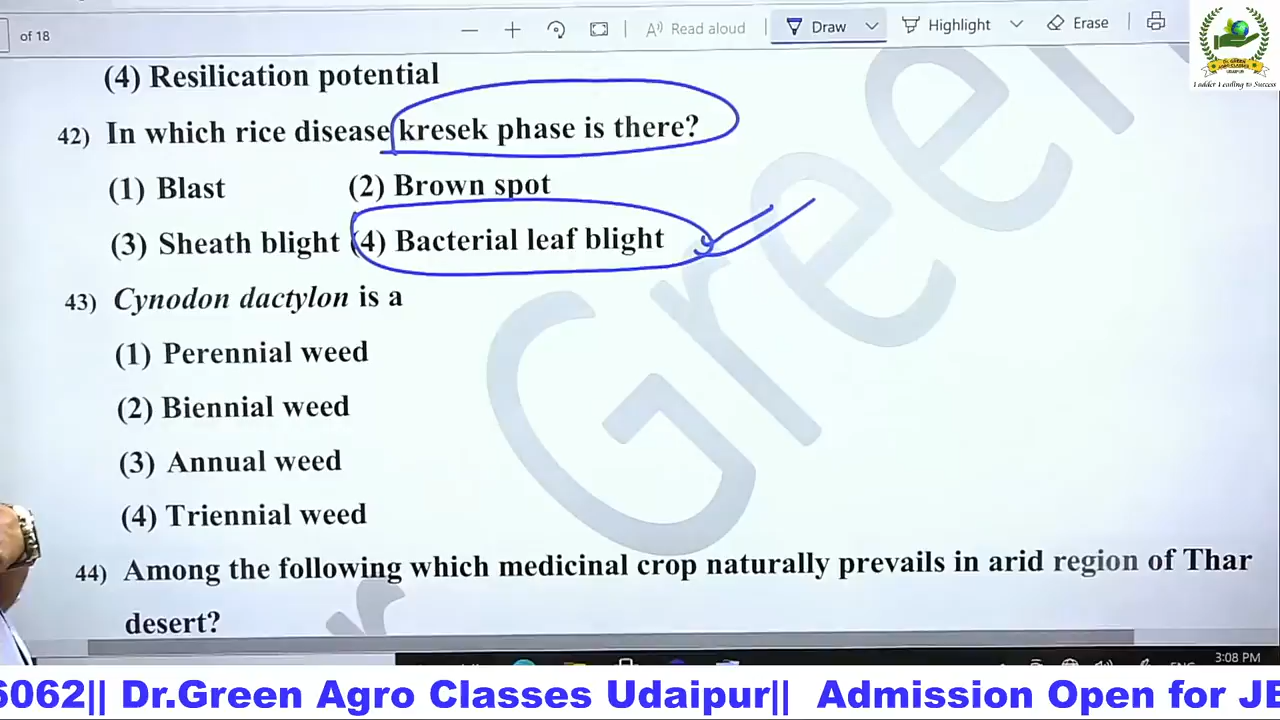 of 18
Read aloud
Draw
Highlight
Erase
Ladder Leading to Success
(4) Resilication potential
42) In which rice disease kresek phase is there?
(1) Blast (2) Brown spot
(3) Sheath blight (4) Bacterial leaf blight
43) Cynodon dactylon is a
(1) Perennial weed
(2) Biennial weed
(3) Annual weed
(4) Triennial weed
44) Among the following which medicinal crop naturally prevails in arid region of Thar
desert?
r Green
3:08 PM
6062|| Dr.Green Agro Classes Udaipur|| Admission Open for JE